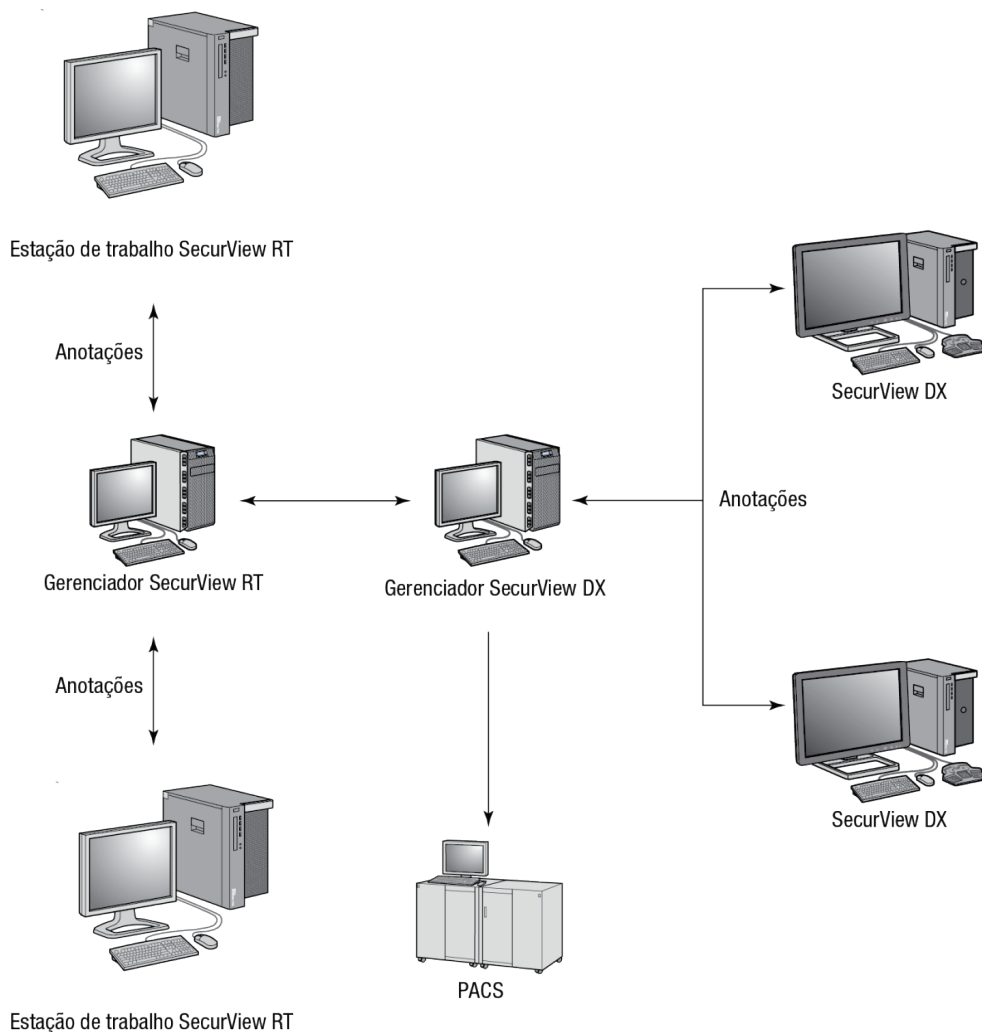 Estação de trabalho SecurView RT
Anotações
SecurView DX
Anotações
Gerenciador SecurView RT
Gerenciador SecurView DX
Anotações
SecurView DX
PACS
Estação de trabalho SecurView RT